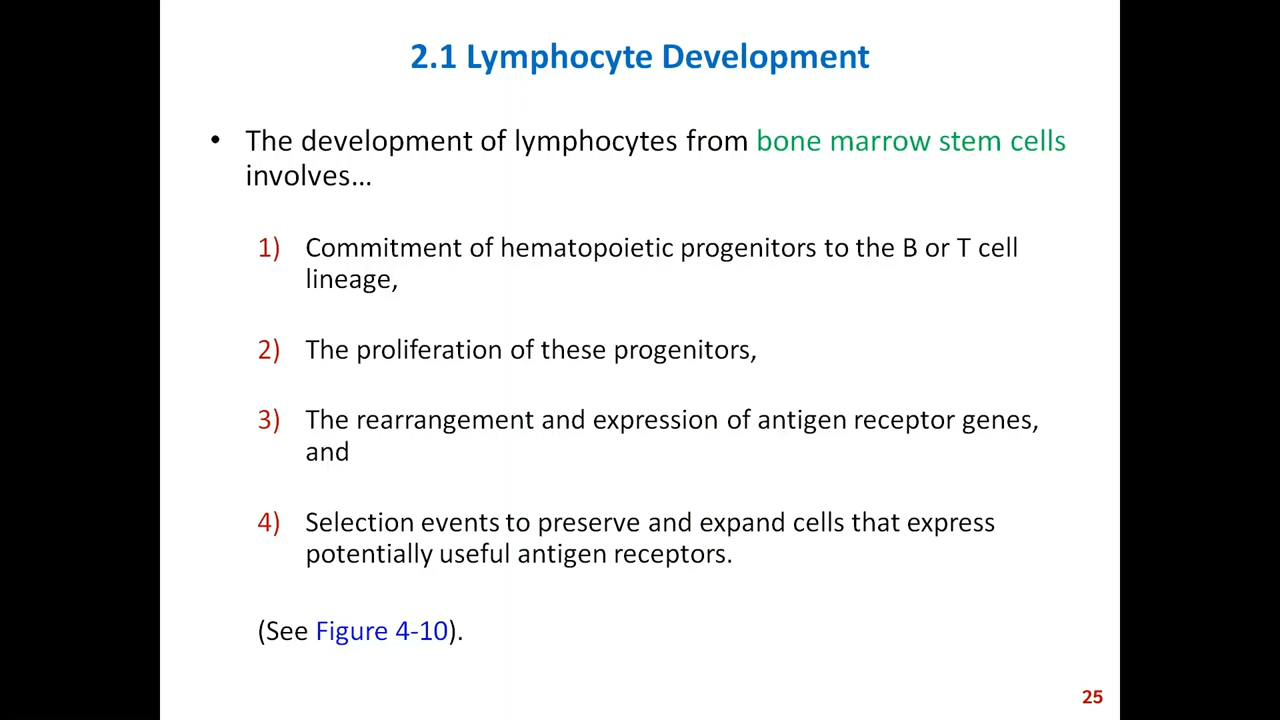 2.1 Lymphocyte Development
• The development of lymphocytes from bone marrow stem cells
involves…
1) Commitment of hematopoietic progenitors to the B or T cell
lineage,
2) The proliferation of these progenitors,
3) The rearrangement and expression of antigen receptor genes,
and
4) Selection events to preserve and expand cells that express
potentially useful antigen receptors.
(See Figure 4-10).
25